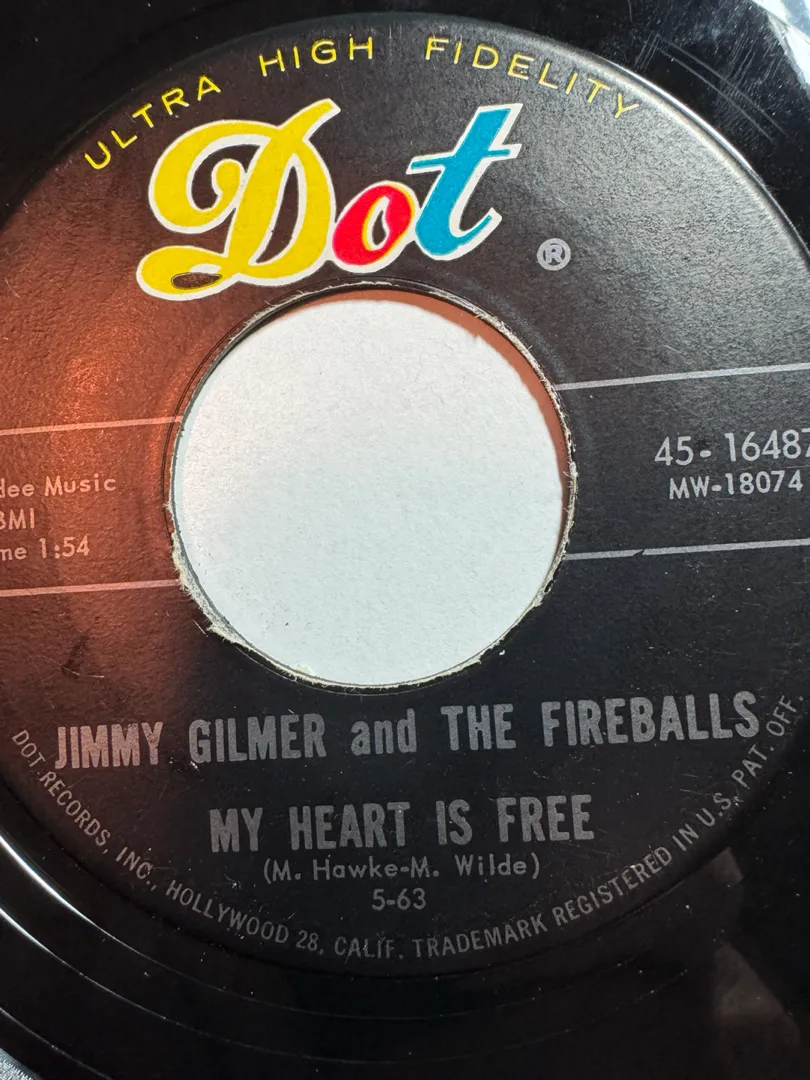 ULTRA HIGH FIDELITY
Dot
®
45-16487
MW-18074
dee Music
BMI
me 1:54
JIMMY GILMER and THE FIREBALLS
MY HEART IS FREE
(M. Hawke-M. Wilde)
5-63
DOT RECORDS, INC., HOLLYWOOD 28, CALIF. TRADEMARK REGISTERED IN U.S. PAT. OFF.